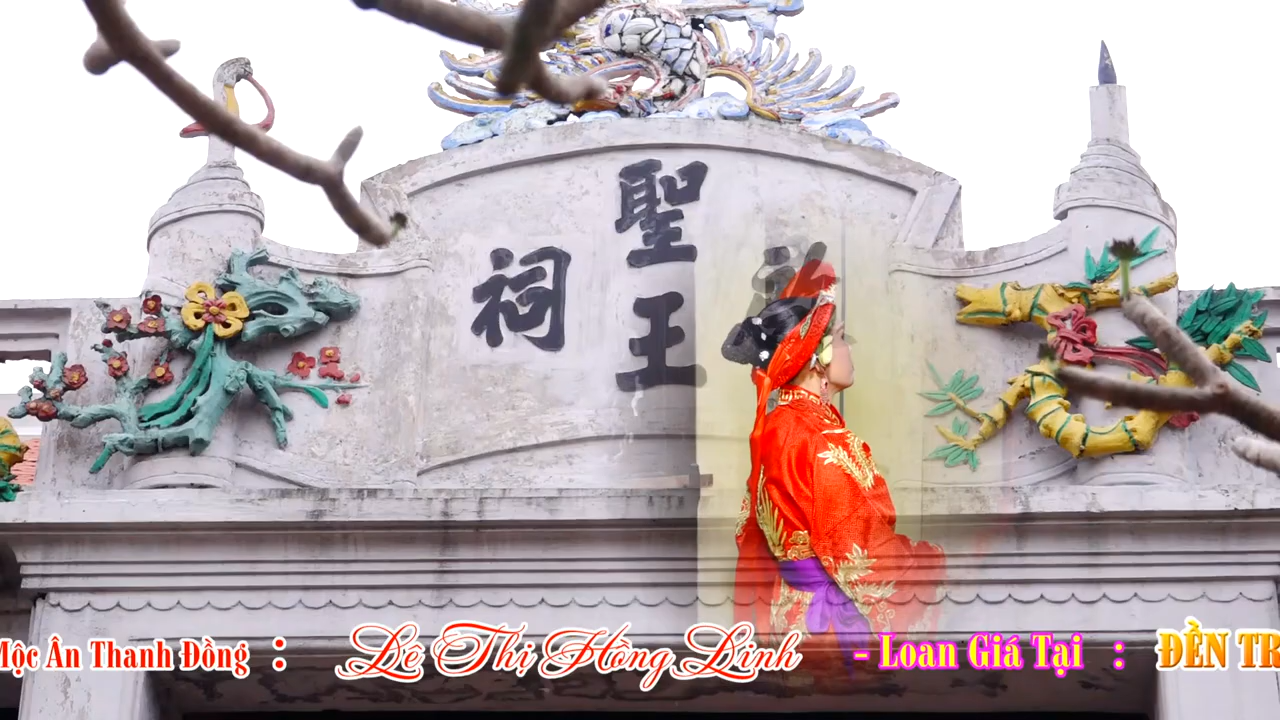 聖
王
祠
Mộc Ân Thanh Đồng : Lê Thị Hồng Linh - Loan Giá Tại : ĐỀN